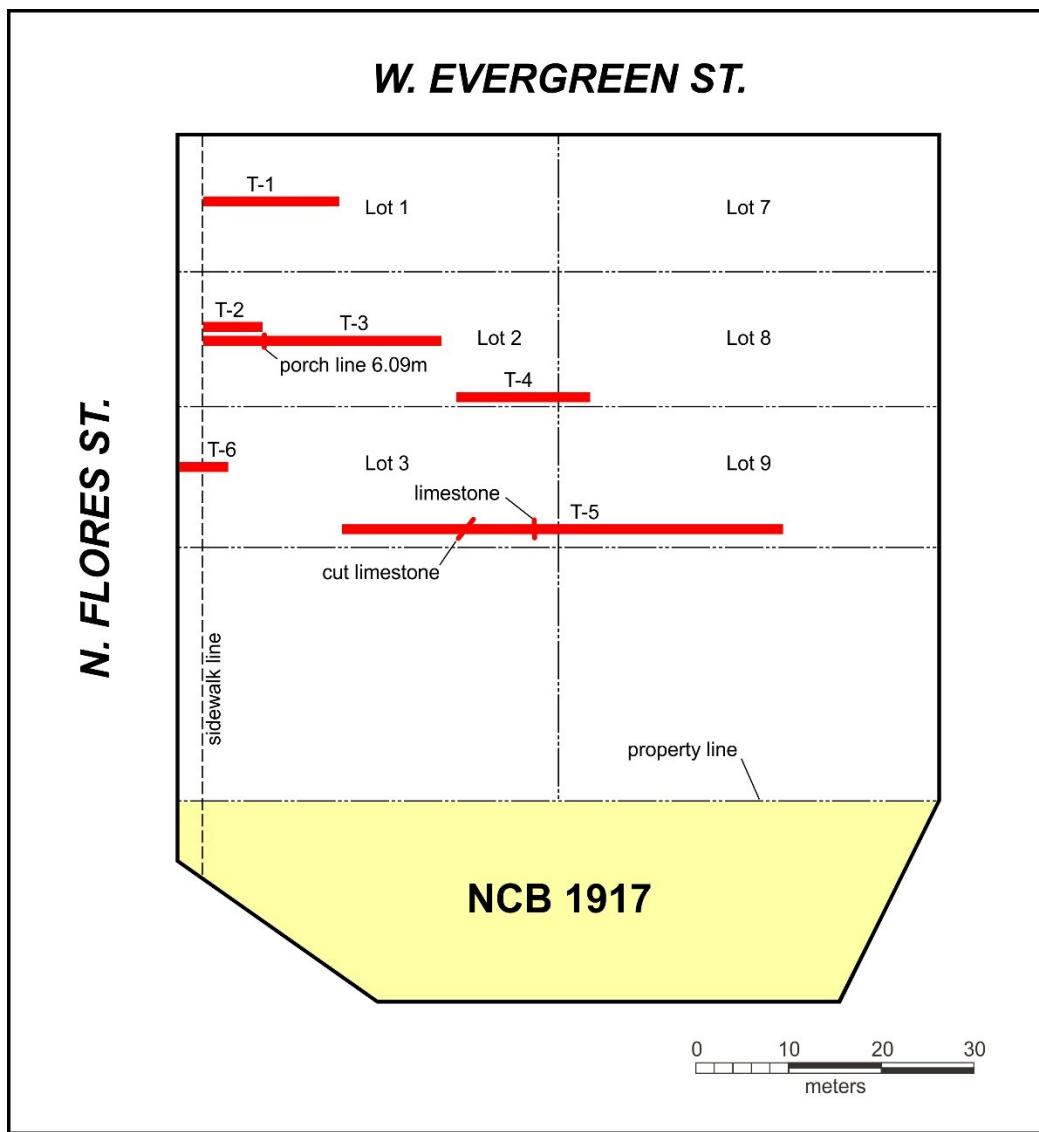 W. EVERGREEN ST.
T-1
Lot 1
Lot 7
T-2
T-3
Lot 2
Lot 8
porch line 6.09m
T-4
N. FLORES ST.
T-6
Lot 3
Lot 9
limestone
T-5
cut limestone
sidewalk line
property line
NCB 1917
0 10 20 30
meters